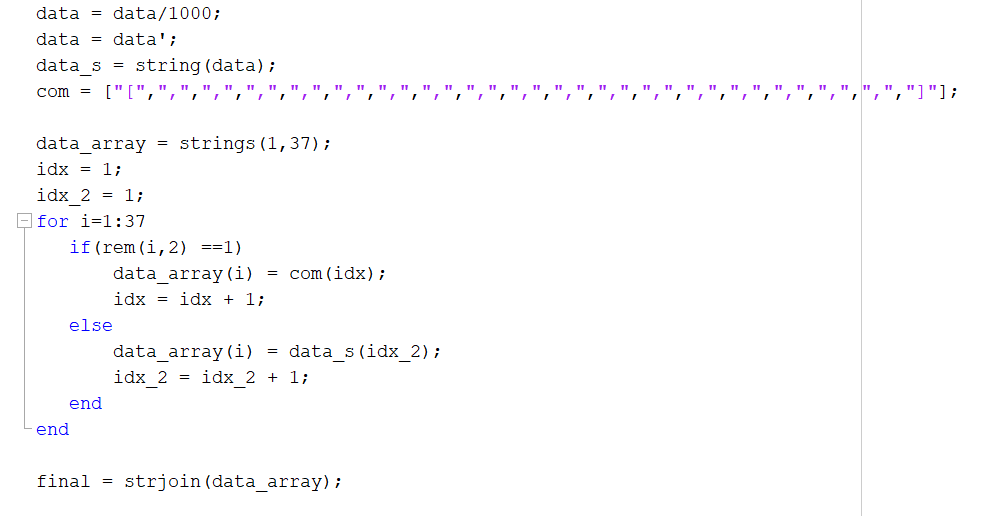 data = data/1000;
data = data';
data_s = string(data);
com = ["[",",",",",",",",",",",",",",",",",",",",",",",",",",",",",",",",",",",","]"];
data_array = strings(1,37);
idx = 1;
idx_2 = 1;
for i=1:37
if(rem(i,2) ==1)
data_array(i) = com(idx);
idx = idx + 1;
else
data_array(i) = data_s(idx_2);
idx_2 = idx_2 + 1;
end
end
final = strjoin(data_array);